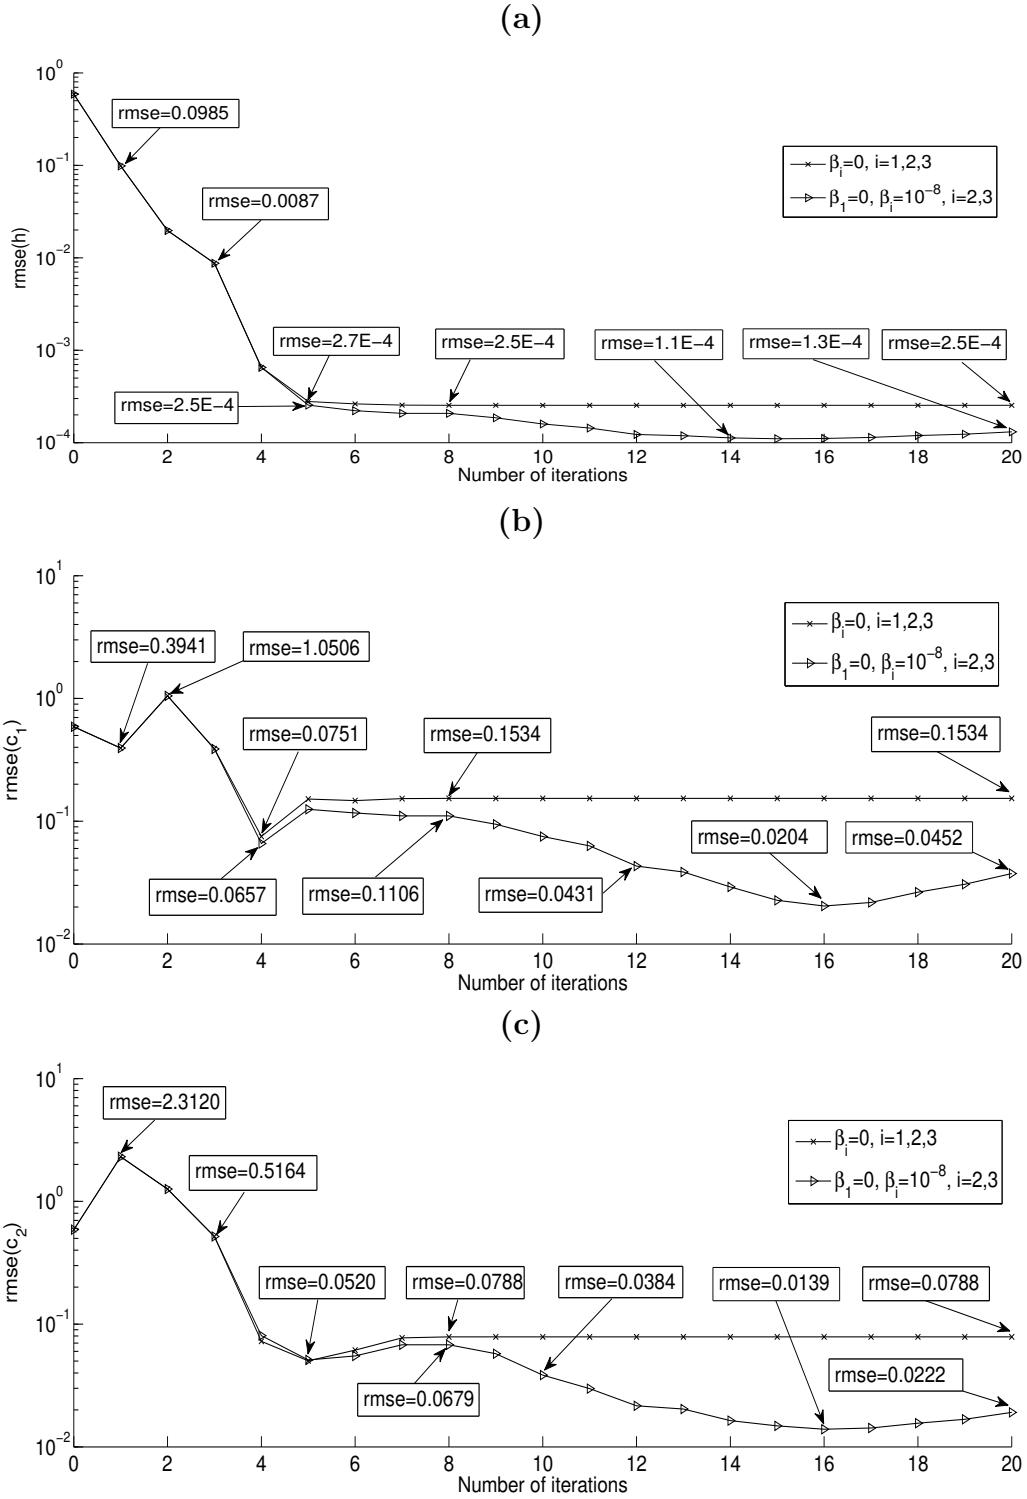 (a)
10^0
10^-1
10^-2
10^-3
10^-4
rmse(h)
rmse=0.0985
rmse=0.0087
β_i=0, i=1,2,3
β_1=0, β_i=10^-8, i=2,3
rmse=2.7E-4
rmse=2.5E-4
rmse=1.1E-4
rmse=1.3E-4
rmse=2.5E-4
rmse=2.5E-4
0 2 4 6 8 10 12 14 16 18 20
Number of iterations
(b)
10^1
10^0
10^-1
10^-2
rmse(c_1)
β_i=0, i=1,2,3
β_1=0, β_i=10^-8, i=2,3
rmse=0.3941
rmse=1.0506
rmse=0.0751
rmse=0.1534
rmse=0.1534
rmse=0.0204
rmse=0.0452
rmse=0.0657
rmse=0.1106
rmse=0.0431
0 2 4 6 8 10 12 14 16 18 20
Number of iterations
(c)
10^1
10^0
10^-1
10^-2
rmse(c_2)
rmse=2.3120
β_i=0, i=1,2,3
β_1=0, β_i=10^-8, i=2,3
rmse=0.5164
rmse=0.0520
rmse=0.0788
rmse=0.0384
rmse=0.0139
rmse=0.0788
rmse=0.0679
rmse=0.0222
0 2 4 6 8 10 12 14 16 18 20
Number of iterations